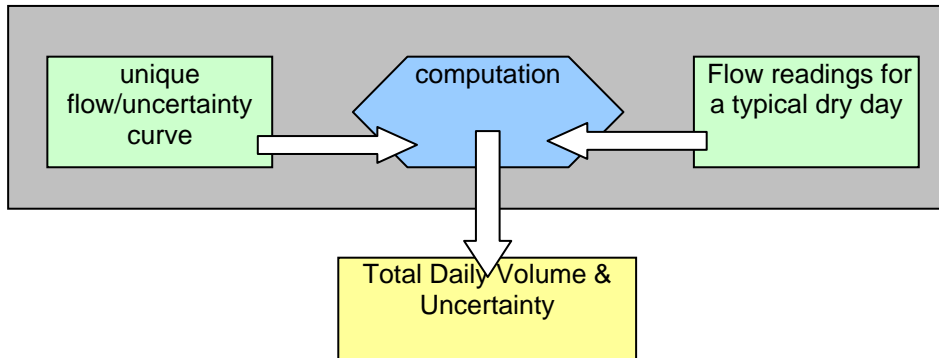 unique
flow/uncertainty
curve
computation
Flow readings for
a typical dry day
Total Daily Volume &
Uncertainty